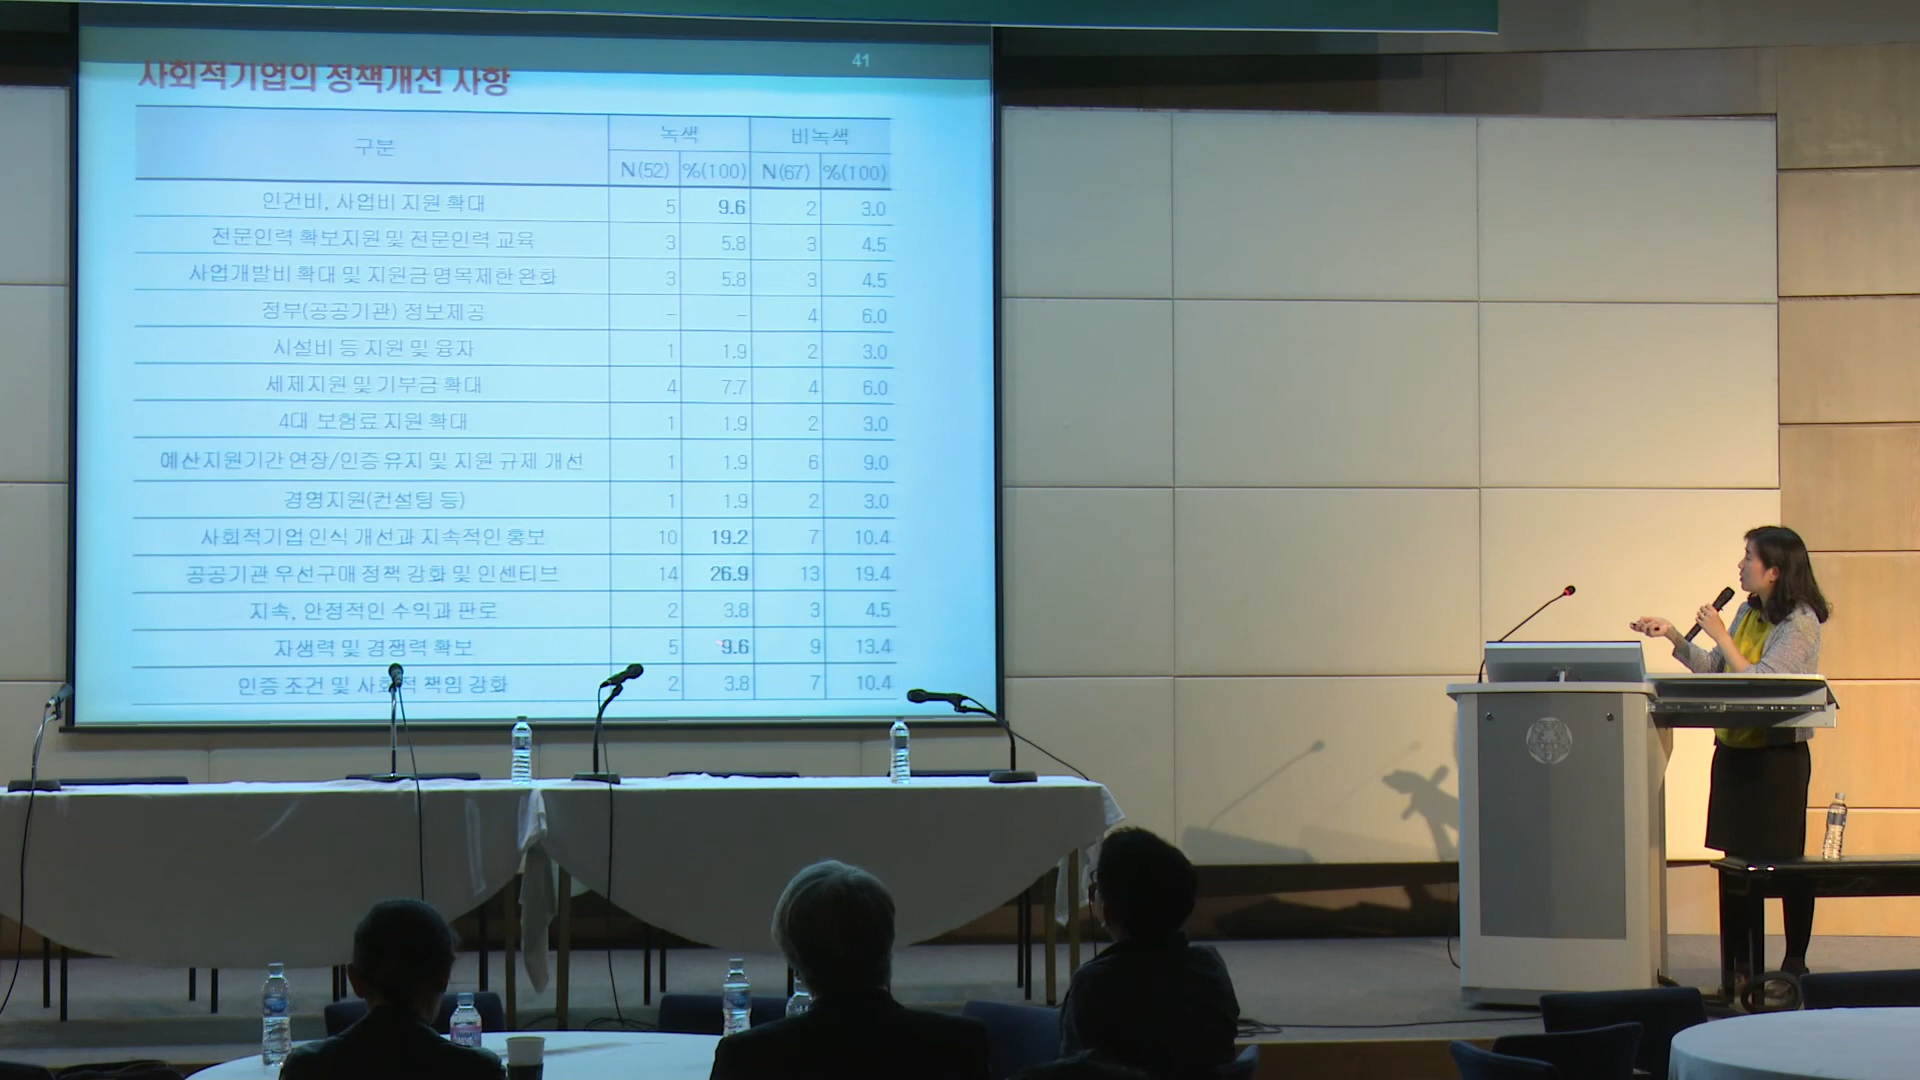 41
사회적기업의 정책개선 사항
구분 녹색 비녹색
N(52) %(100) N(67) %(100)
인건비, 사업비 지원 확대 5 9.6 2 3.0
전문인력 확보지원 및 전문인력 교육 3 5.8 3 4.5
사업개발비 확대 및 지원금 명목제한 완화 3 5.8 3 4.5
정부(공공기관) 정보제공 – – 4 6.0
시설비 등 지원 및 융자 1 1.9 2 3.0
세제지원 및 기부금 확대 4 7.7 4 6.0
4대 보험료 지원 확대 1 1.9 2 3.0
예산지원기간 연장/인증 유지 및 지원 규제 개선 1 1.9 6 9.0
경영지원(컨설팅 등) 1 1.9 2 3.0
사회적기업 인식 개선과 지속적인 홍보 10 19.2 7 10.4
공공기관 우선구매 정책 강화 및 인센티브 14 26.9 13 19.4
지속, 안정적인 수익과 판로 2 3.8 3 4.5
자생력 및 경쟁력 확보 5 9.6 9 13.4
인증 조건 및 사회적 책임 강화 2 3.8 7 10.4